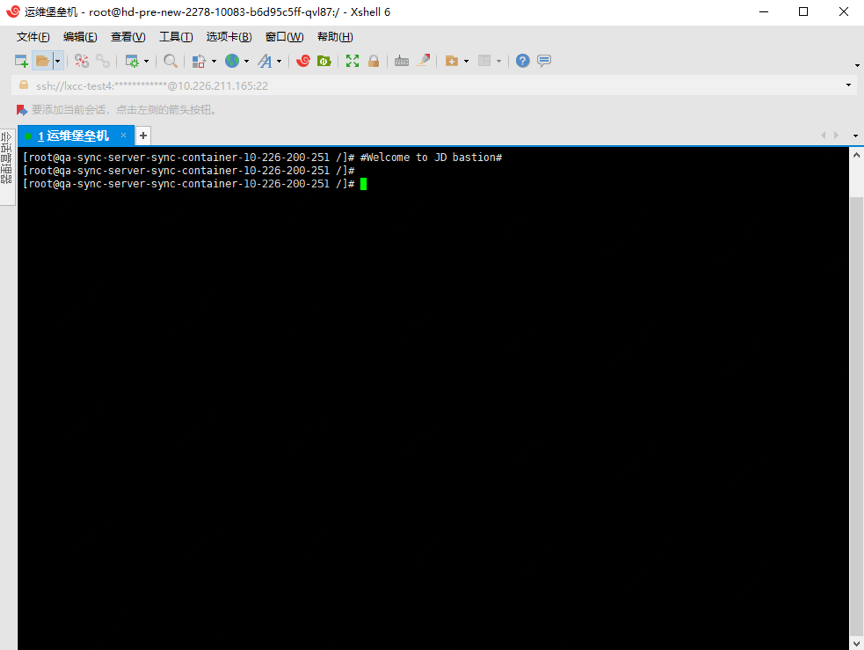 运维堡垒机 - root@hd-pre-new-2278-10083-b6d95c5ff-qvl87:/ - Xshell 6
文件(F) 编辑(E) 查看(V) 工具(T) 选项卡(B) 窗口(W) 帮助(H)
ssh://lxcc-test4:************@10.226.211.165:22
要添加当前会话，点击左侧的箭头按钮。
会话管理器
1 运维堡垒机 × +
[root@qa-sync-server-sync-container-10-226-200-251 /]# #Welcome to JD bastion#
[root@qa-sync-server-sync-container-10-226-200-251 /]#
[root@qa-sync-server-sync-container-10-226-200-251 /]#